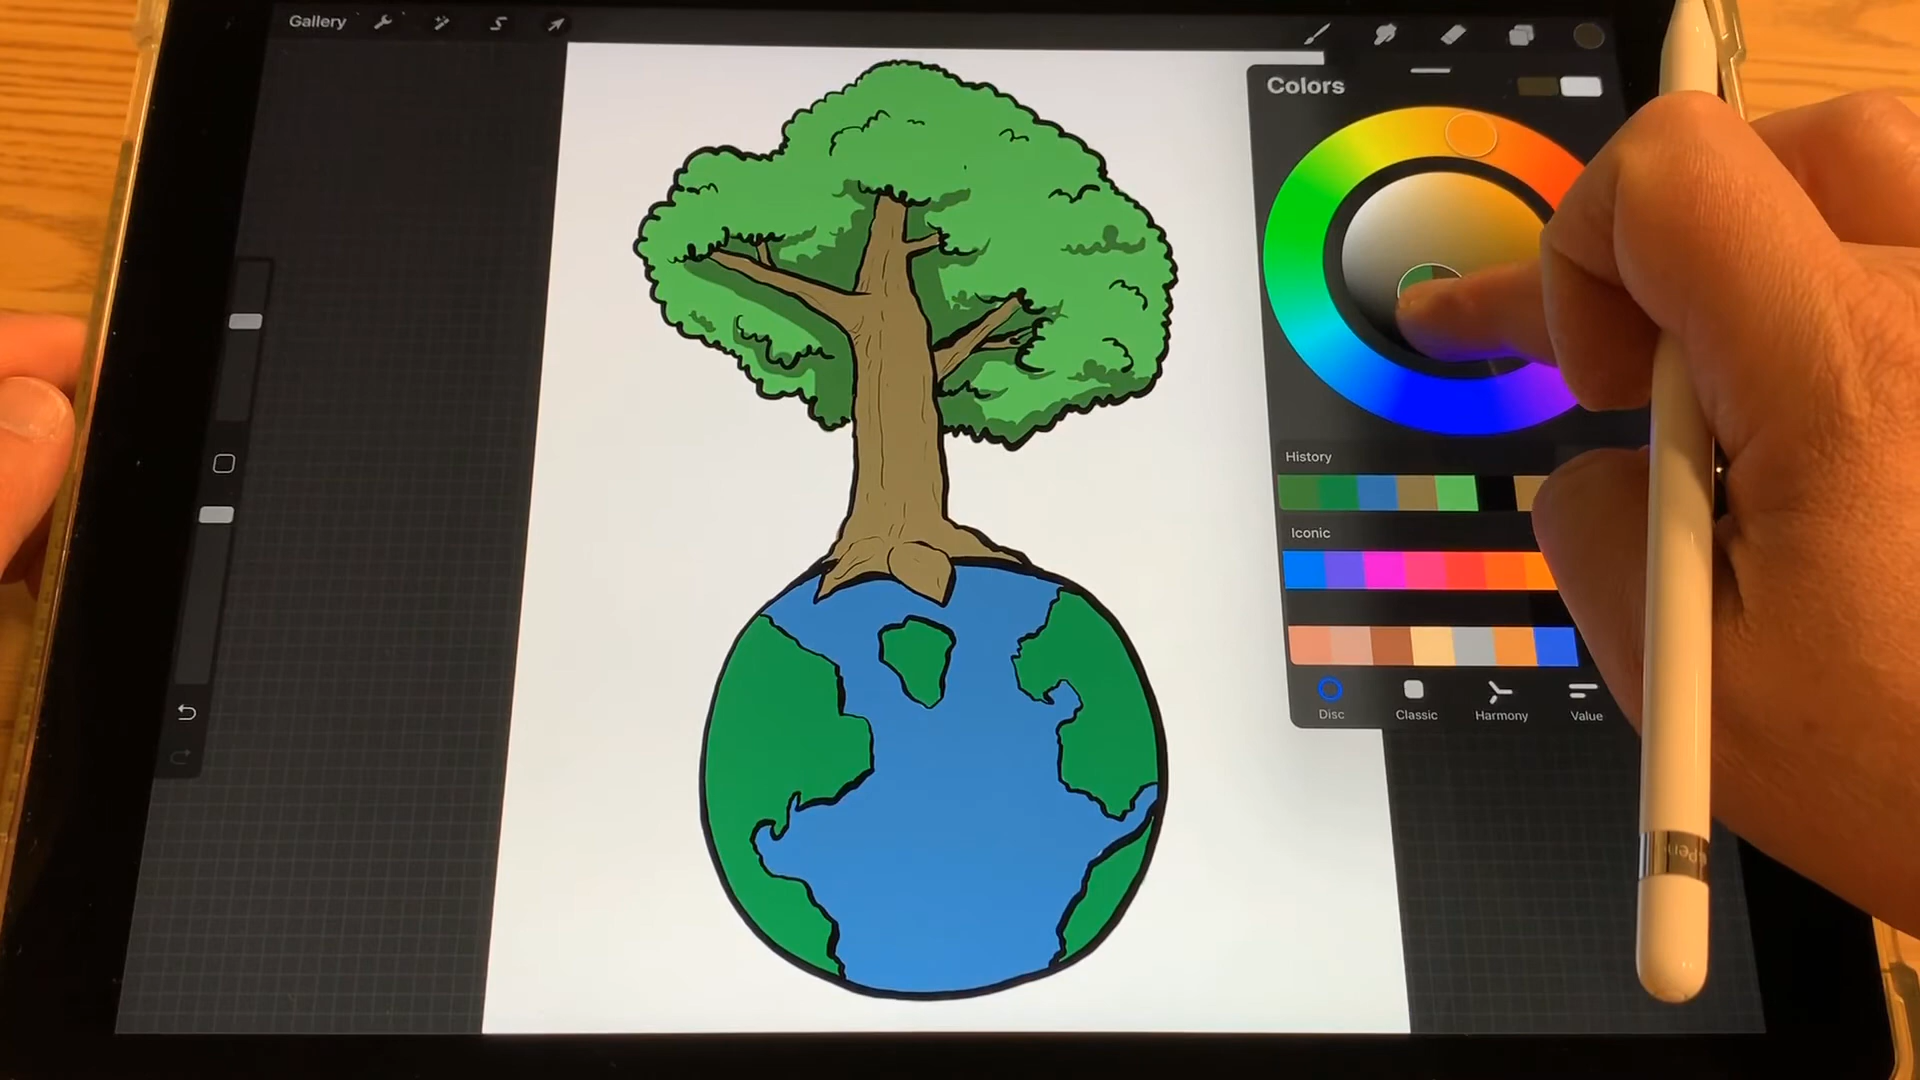 Gallery
Colors
History
Iconic
Disc
Classic
Harmony
Value